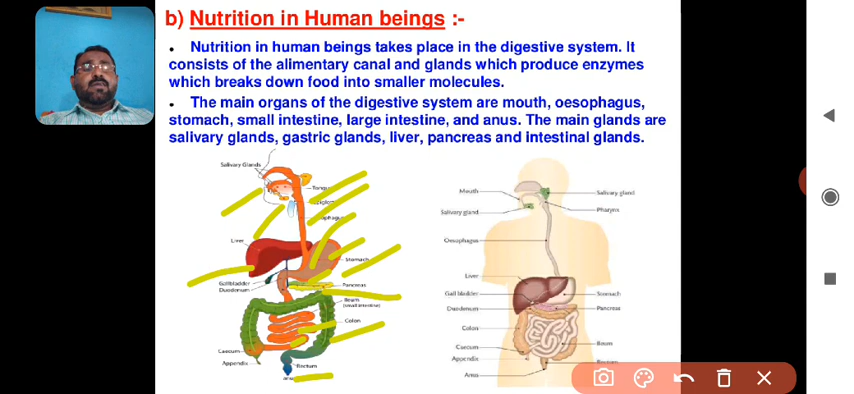 b) Nutrition in Human beings :-
• Nutrition in human beings takes place in the digestive system. It
consists of the alimentary canal and glands which produce enzymes
which breaks down food into smaller molecules.
• The main organs of the digestive system are mouth, oesophagus,
stomach, small intestine, large intestine, and anus. The main glands are
salivary glands, gastric glands, liver, pancreas and intestinal glands.
Salivary Glands
Liver
Stomach
Gallbladder
Duodenum
Pancreas
Ileum
(small intestine)
Colon
Caecum
Appendix
Rectum
Anus
Mouth
Salivary gland
Salivary gland
Pharynx
Oesophagus
Liver
Gall bladder
Stomach
Duodenum
Pancreas
Colon
Ileum
Caecum
Appendix
Anus